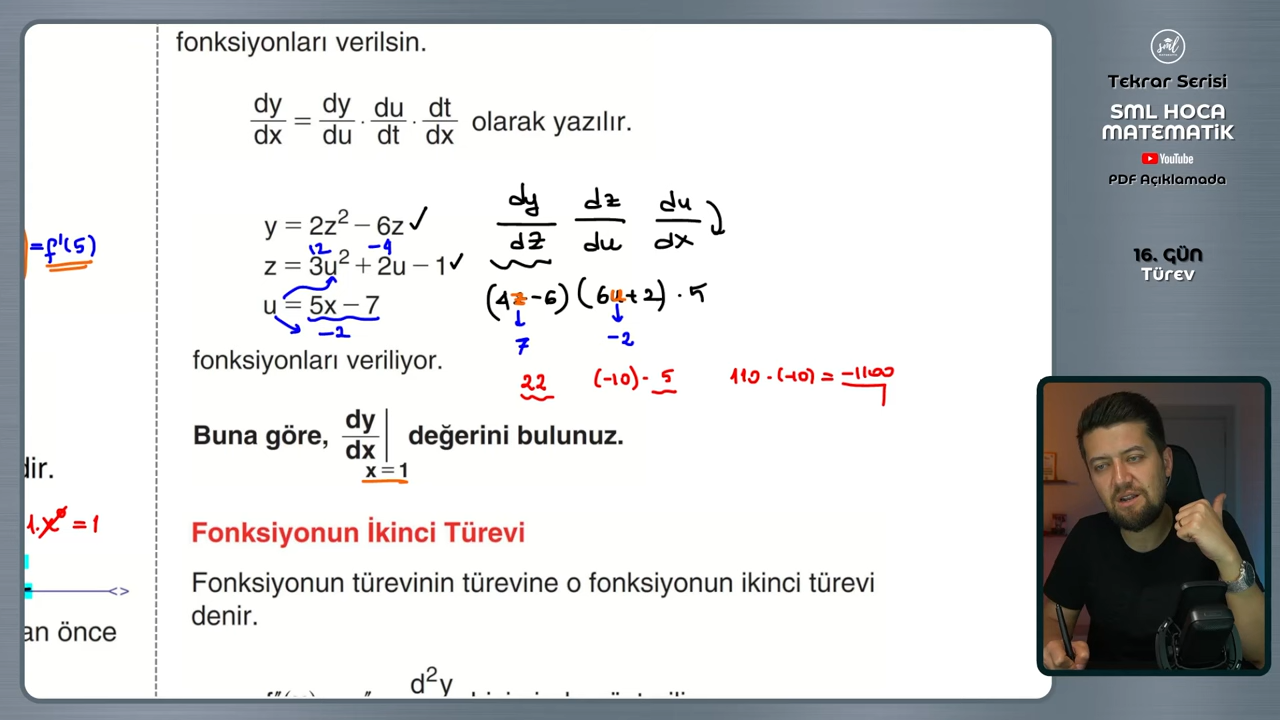 fonksiyonları verilsin.
dy/dx = dy/du · du/dt · dt/dx olarak yazılır.
dy/dz dz/du du/dx
y = 2z² − 6z ✓
=f'(5)
12 −4
z = 3u² + 2u − 1 ✓
(4z−6) (6u+2) · 5
u = 5x − 7
−2
7 −2
fonksiyonları veriliyor.
22 (−10) · 5 110 · (−10) = −1100
Buna göre, dy/dx | x = 1 değerini bulunuz.
dir.
1.x⁰ = 1
Fonksiyonun İkinci Türevi
Fonksiyonun türevinin türevine o fonksiyonun ikinci türevi
denir.
<>
an önce
d²y
sml
Tekrar Serisi
SML HOCA
MATEMATİK
YouTube
PDF Açıklamada
16. GÜN
Türev